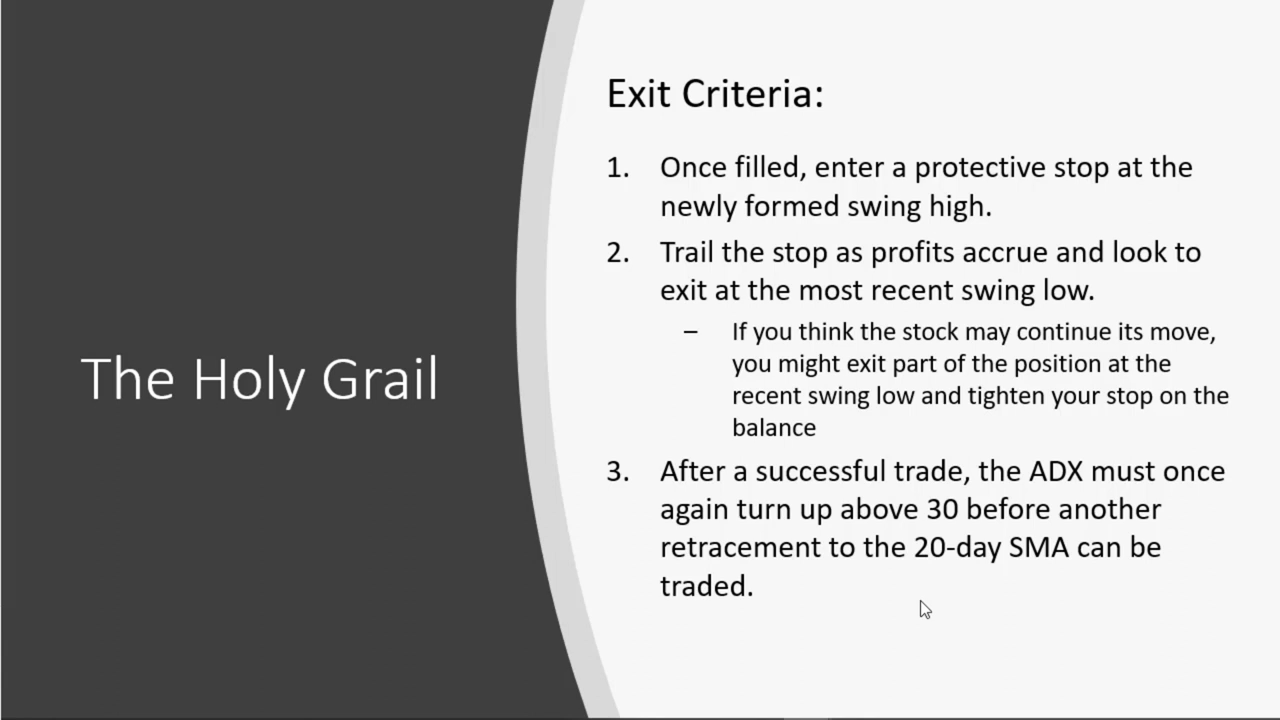 The Holy Grail
Exit Criteria:
1. Once filled, enter a protective stop at the
newly formed swing high.
2. Trail the stop as profits accrue and look to
exit at the most recent swing low.
– If you think the stock may continue its move,
you might exit part of the position at the
recent swing low and tighten your stop on the
balance
3. After a successful trade, the ADX must once
again turn up above 30 before another
retracement to the 20-day SMA can be
traded.